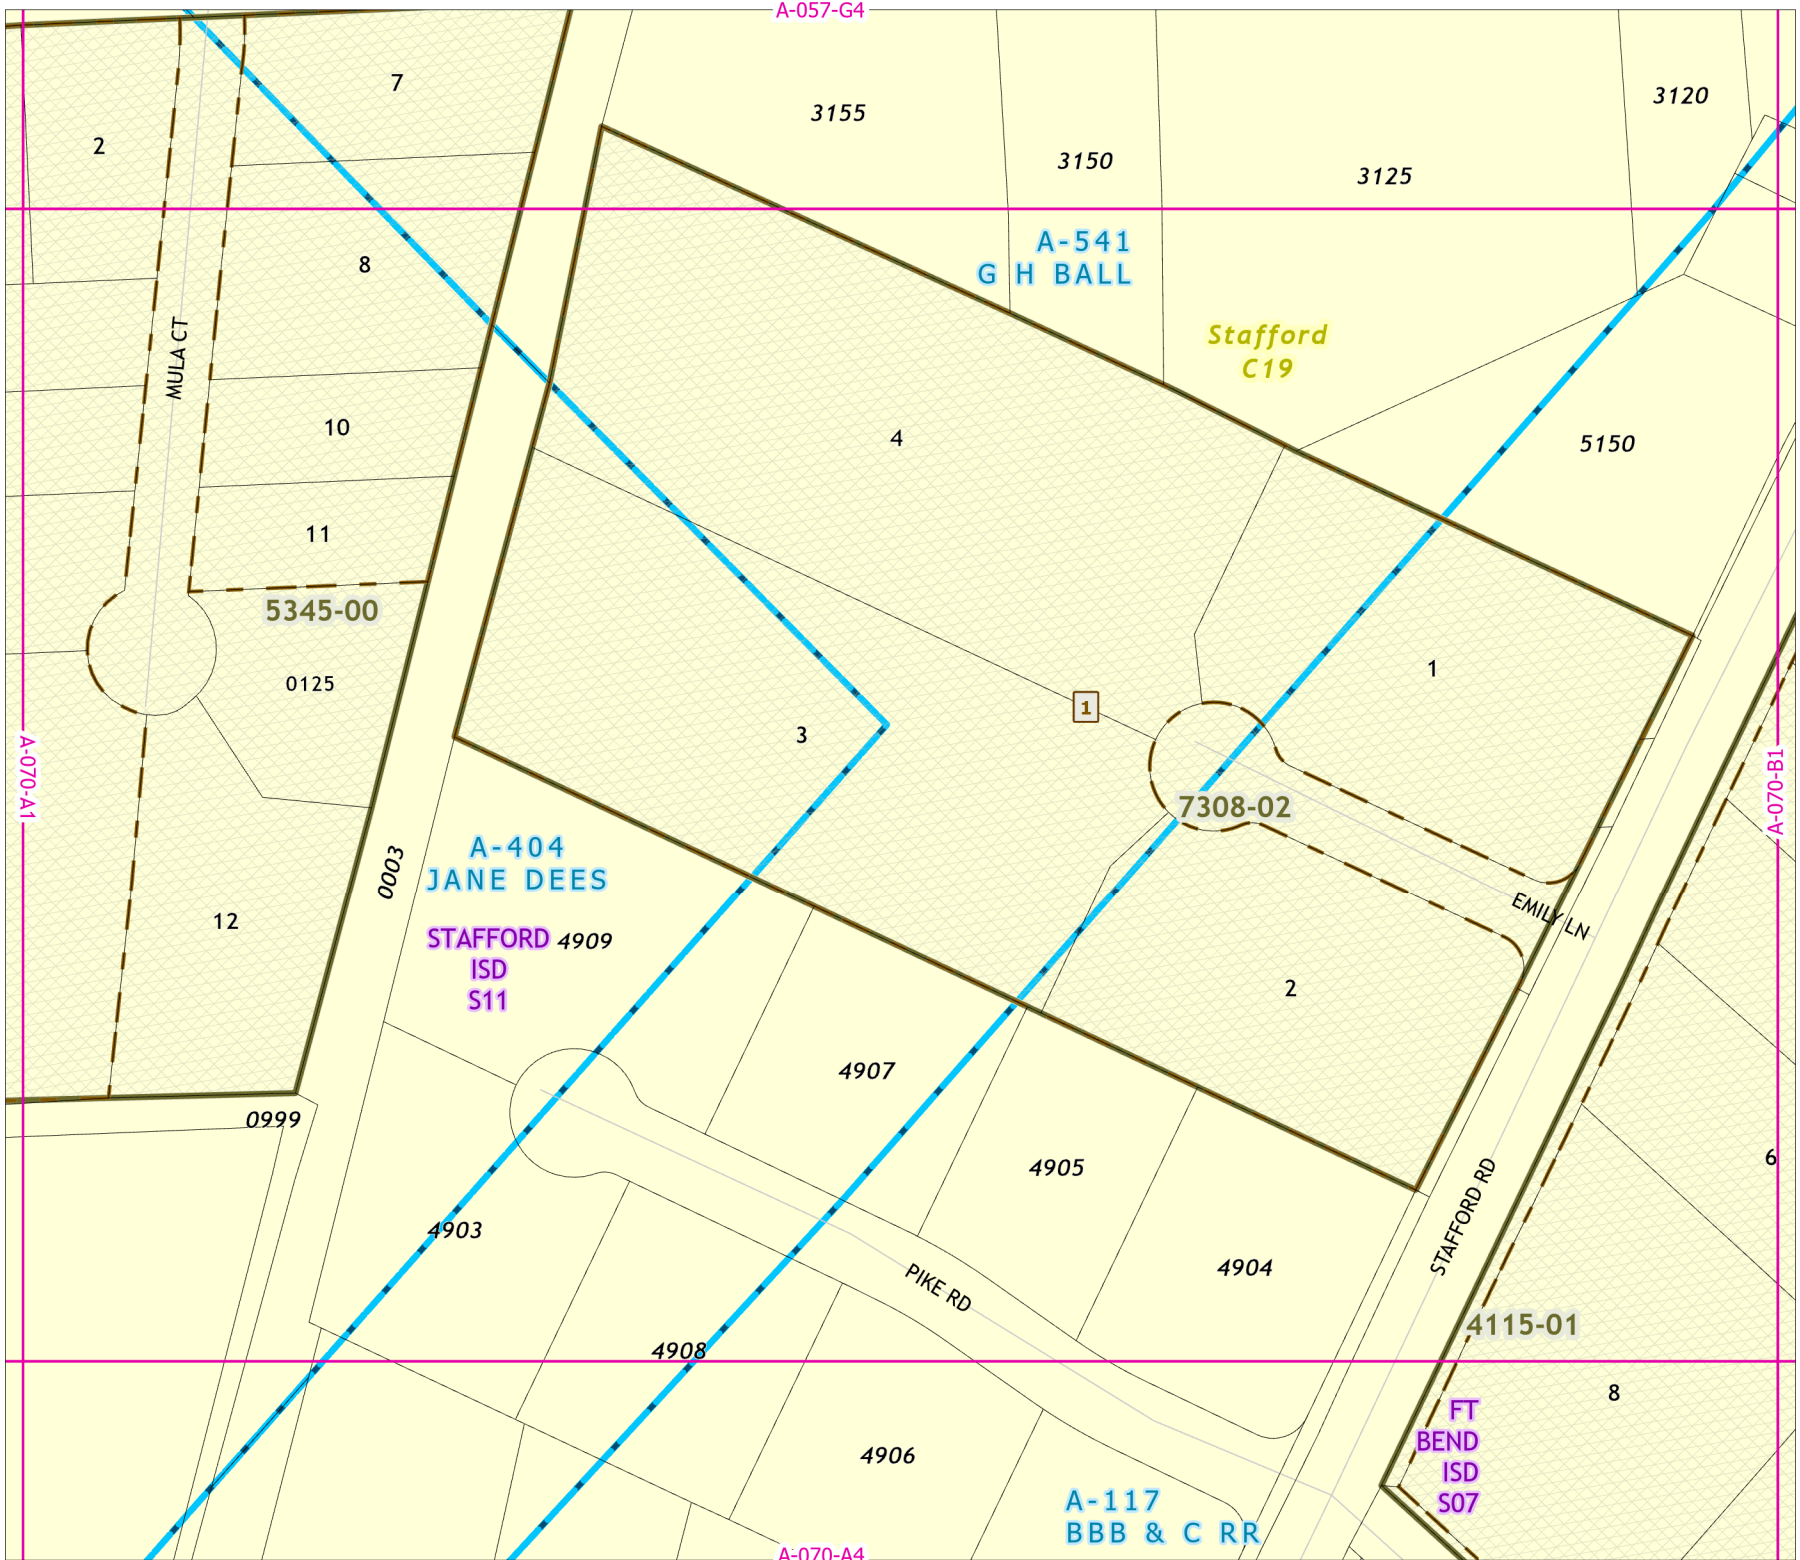 A-057-G4
7
3155
3120
2
3150
3125
A-541
G H BALL
8
Stafford
C19
MULA CT
10
4
5150
11
5345-00
0125
1
1
3
A-070-A1
A-070-B1
7308-02
0003
A-404
JANE DEES
12
EMILY LN
STAFFORD
ISD
S11
4909
2
4907
0999
4905
6
STAFFORD RD
4903
4904
PIKE RD
4115-01
4908
8
FT
BEND
ISD
S07
4906
A-117
BBB & C RR
A-070-A4